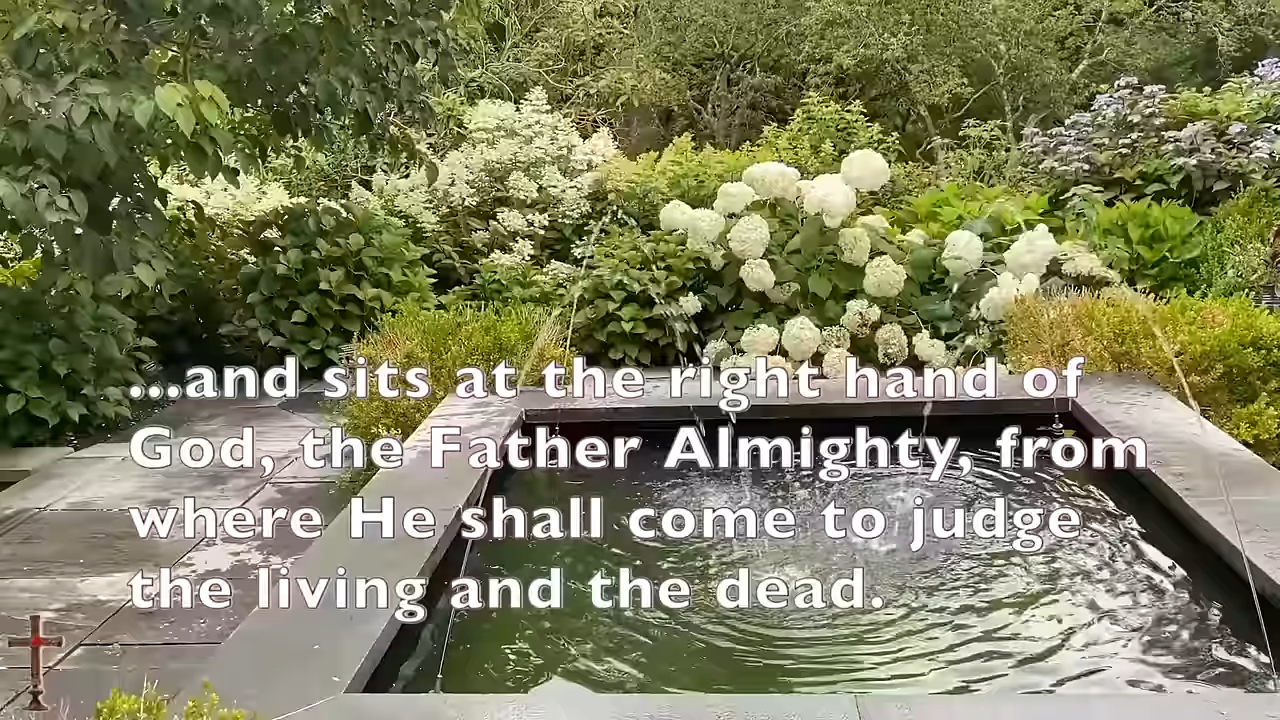 ...and sits at the right hand of
God, the Father Almighty, from
where He shall come to judge
the living and the dead.